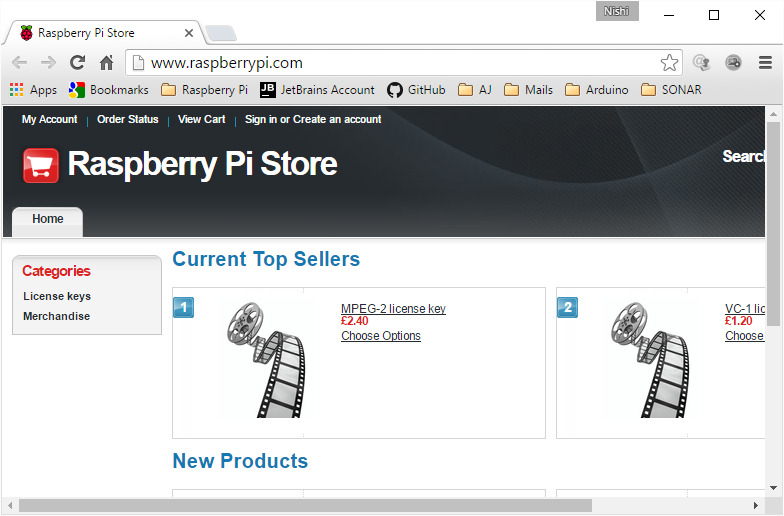 Nishi
Raspberry Pi Store
www.raspberrypi.com
Apps Bookmarks Raspberry Pi JB JetBrains Account GitHub AJ Mails Arduino SONAR
My Account | Order Status | View Cart | Sign in or Create an account
Raspberry Pi Store
Search
Home
Categories
License keys
Merchandise
Current Top Sellers
1
MPEG-2 license key
£2.40
Choose Options
2
VC-1 lic
£1.20
Choose
New Products